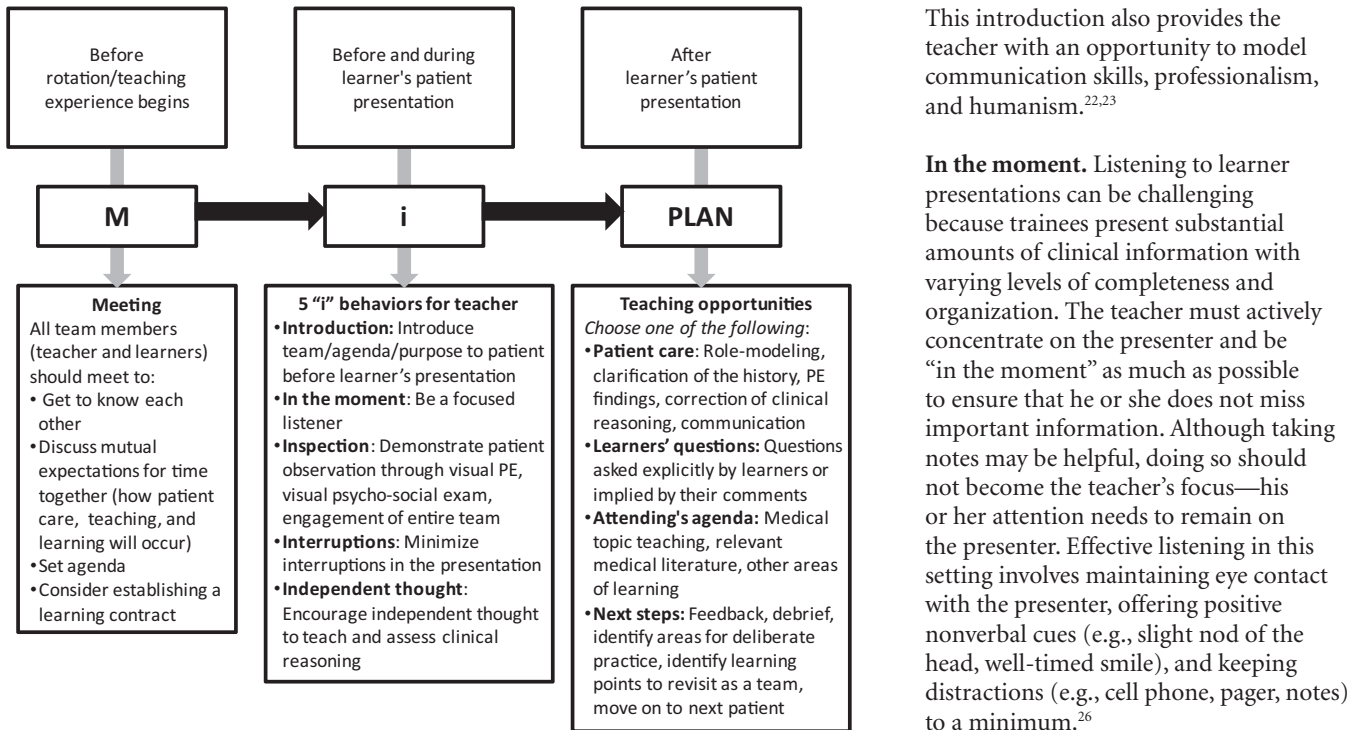 Before
rotation/teaching
experience begins
Before and during
learner's patient
presentation
After
learner's patient
presentation
M
i
PLAN
Meeting
All team members
(teacher and learners)
should meet to:
• Get to know each
other
•Discuss mutual
expectations for time
together (how patient
care, teaching, and
learning will occur)
•Set agenda
•Consider establishing a
learning contract
5 “i” behaviors for teacher
•Introduction: Introduce
team/agenda/purpose to patient
before learner’s presentation
•In the moment: Be a focused
listener
•Inspection: Demonstrate patient
observation through visual PE,
visual psycho-social exam,
engagement of entire team
•Interruptions: Minimize
interruptions in the presentation
•Independent thought:
Encourage independent thought
to teach and assess clinical
reasoning
Teaching opportunities
Choose one of the following:
•Patient care: Role-modeling,
clarification of the history, PE
findings, correction of clinical
reasoning, communication
•Learners’ questions: Questions
asked explicitly by learners or
implied by their comments
•Attending's agenda: Medical
topic teaching, relevant
medical literature, other areas
of learning
•Next steps: Feedback, debrief,
identify areas for deliberate
practice, identify learning
points to revisit as a team,
move on to next patient
This introduction also provides the
teacher with an opportunity to model
communication skills, professionalism,
and humanism.22,23
In the moment. Listening to learner
presentations can be challenging
because trainees present substantial
amounts of clinical information with
varying levels of completeness and
organization. The teacher must actively
concentrate on the presenter and be
“in the moment” as much as possible
to ensure that he or she does not miss
important information. Although taking
notes may be helpful, doing so should
not become the teacher’s focus—his
or her attention needs to remain on
the presenter. Effective listening in this
setting involves maintaining eye contact
with the presenter, offering positive
nonverbal cues (e.g., slight nod of the
head, well-timed smile), and keeping
distractions (e.g., cell phone, pager, notes)
to a minimum.26